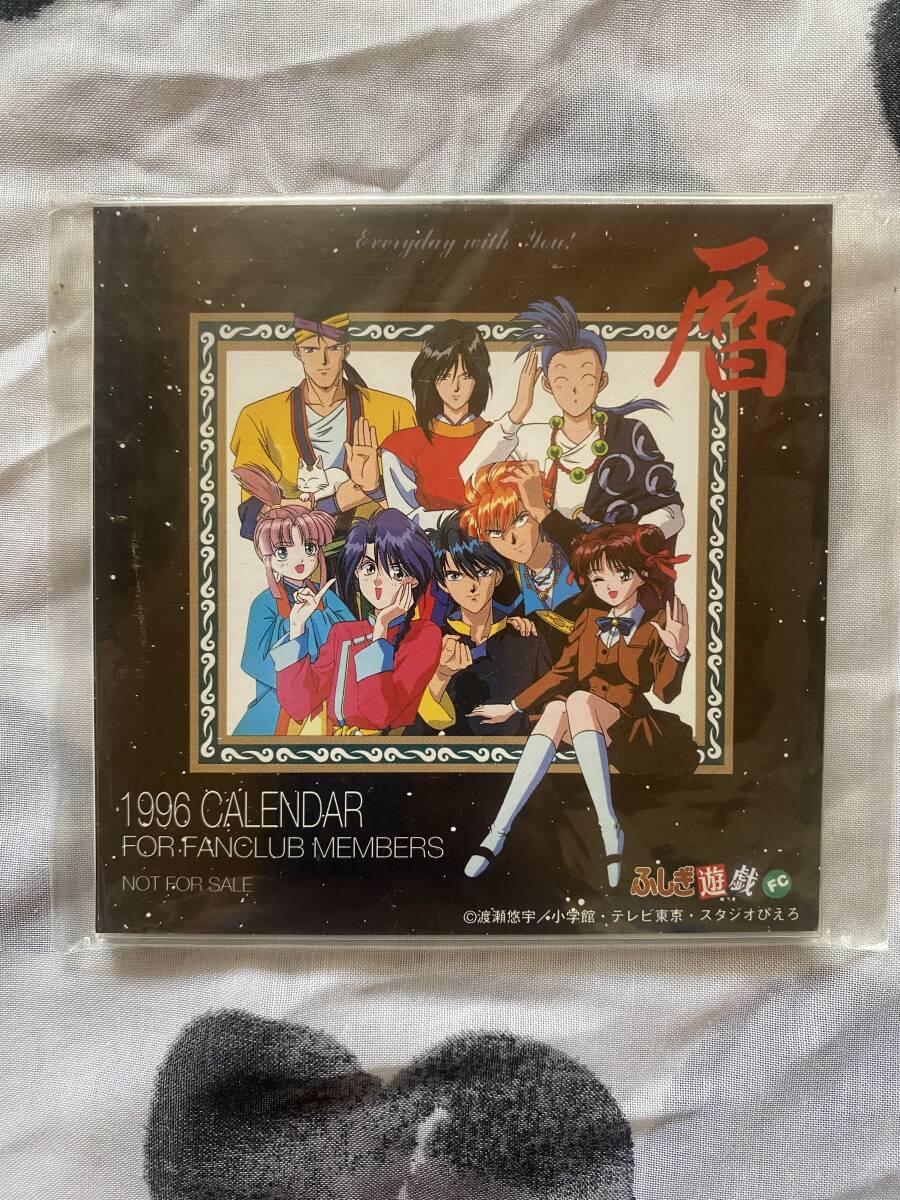 Everyday with You!
暦
1996 CALENDAR
FOR FANCLUB MEMBERS
NOT FOR SALE
ふしぎ遊戯 FC
©渡瀬悠宇/小学館・テレビ東京・スタジオぴえろ